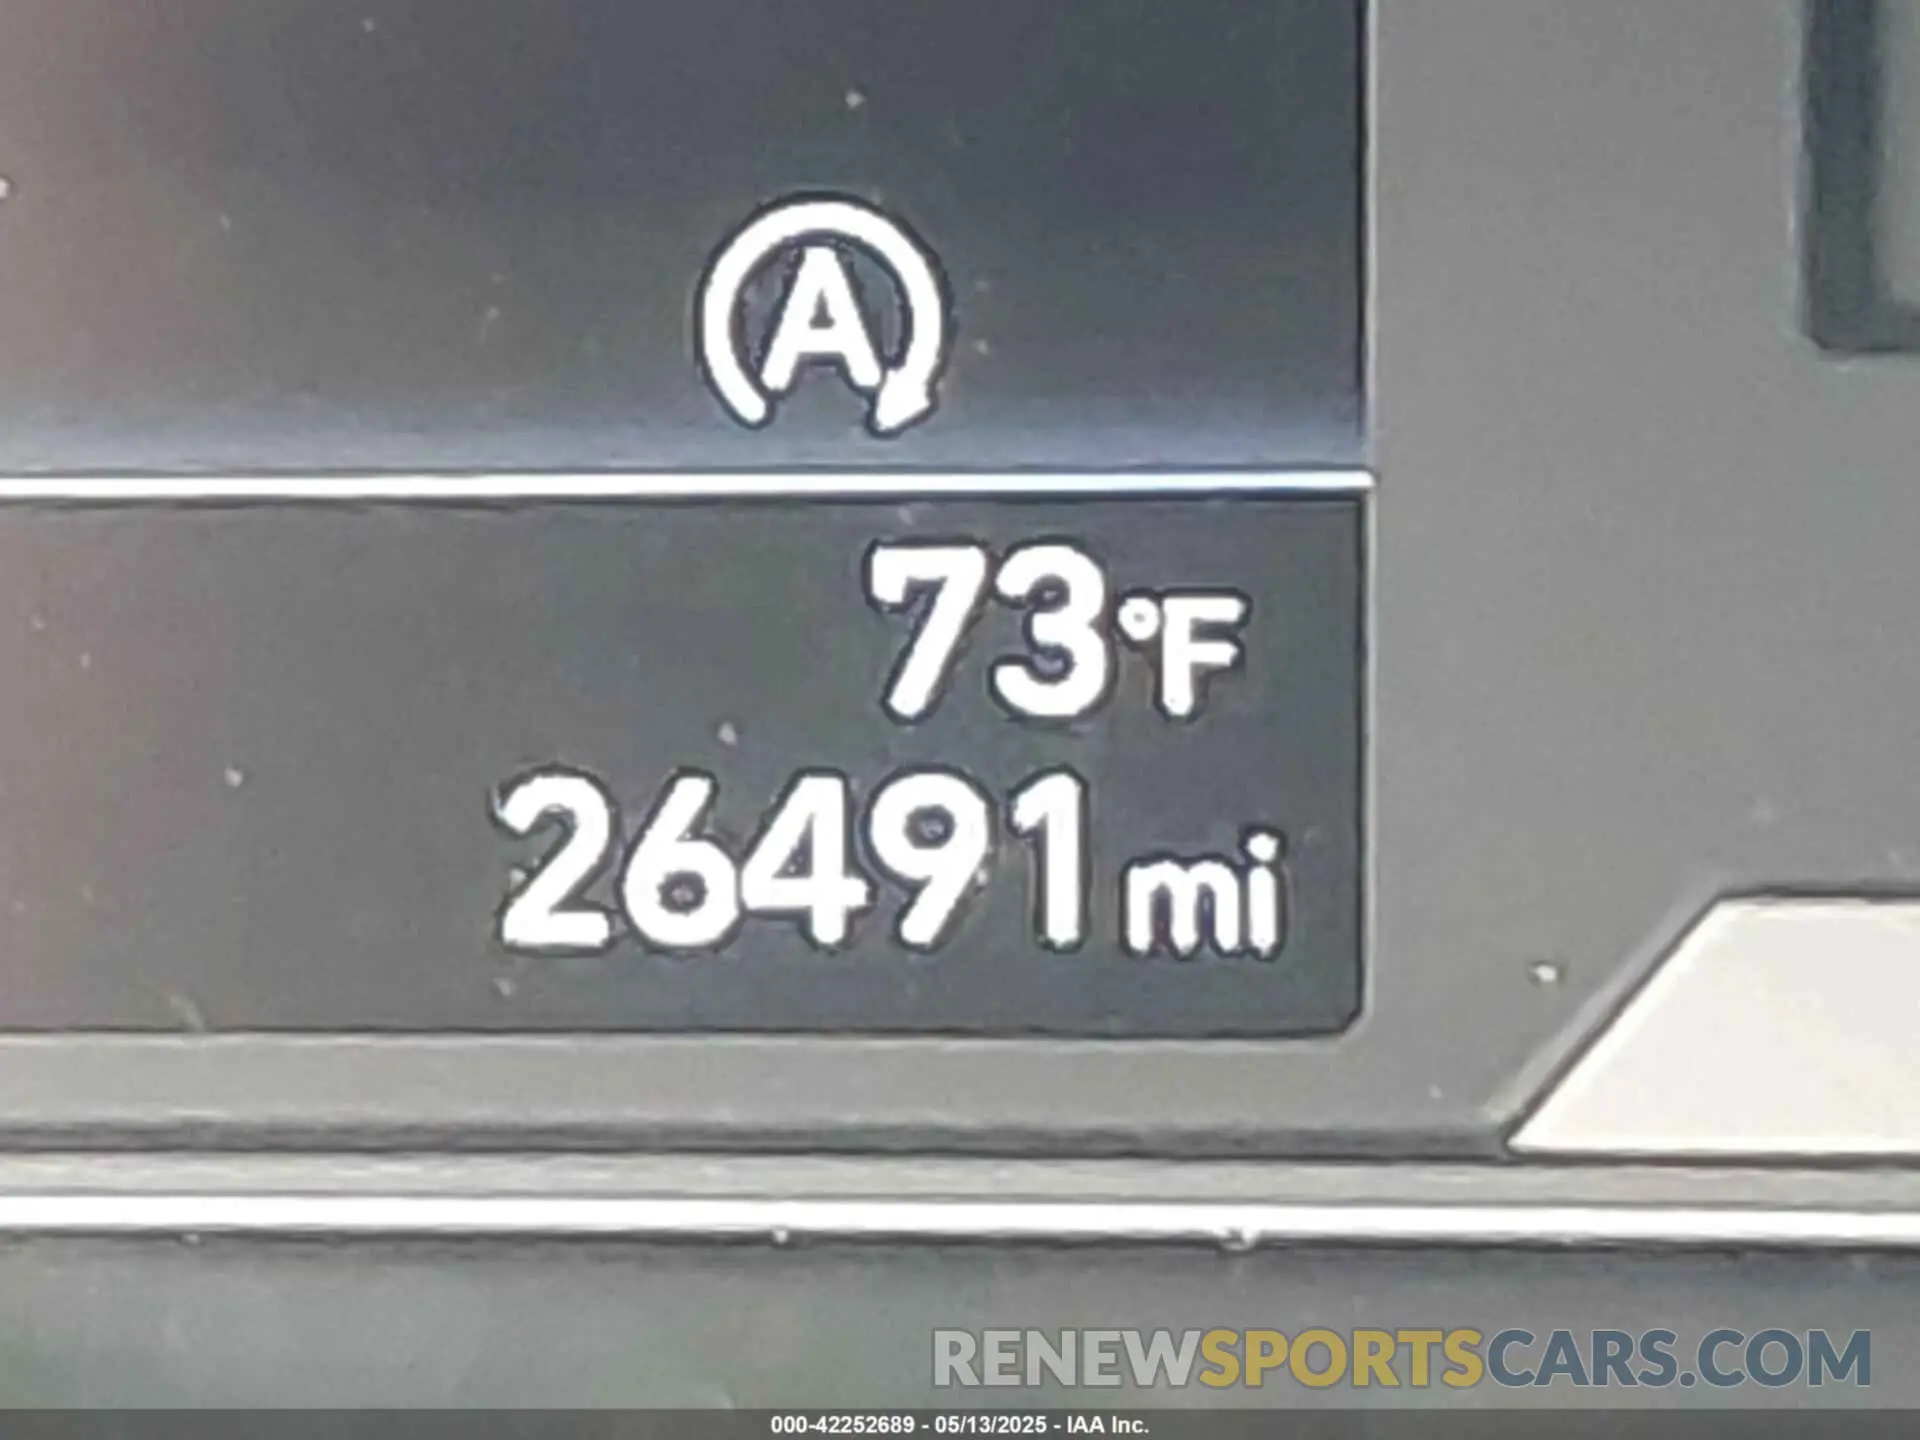 A
73°F
26491 mi
RENEWSPORTSCARS.COM
000-42252689 - 05/13/2025 - IAA Inc.